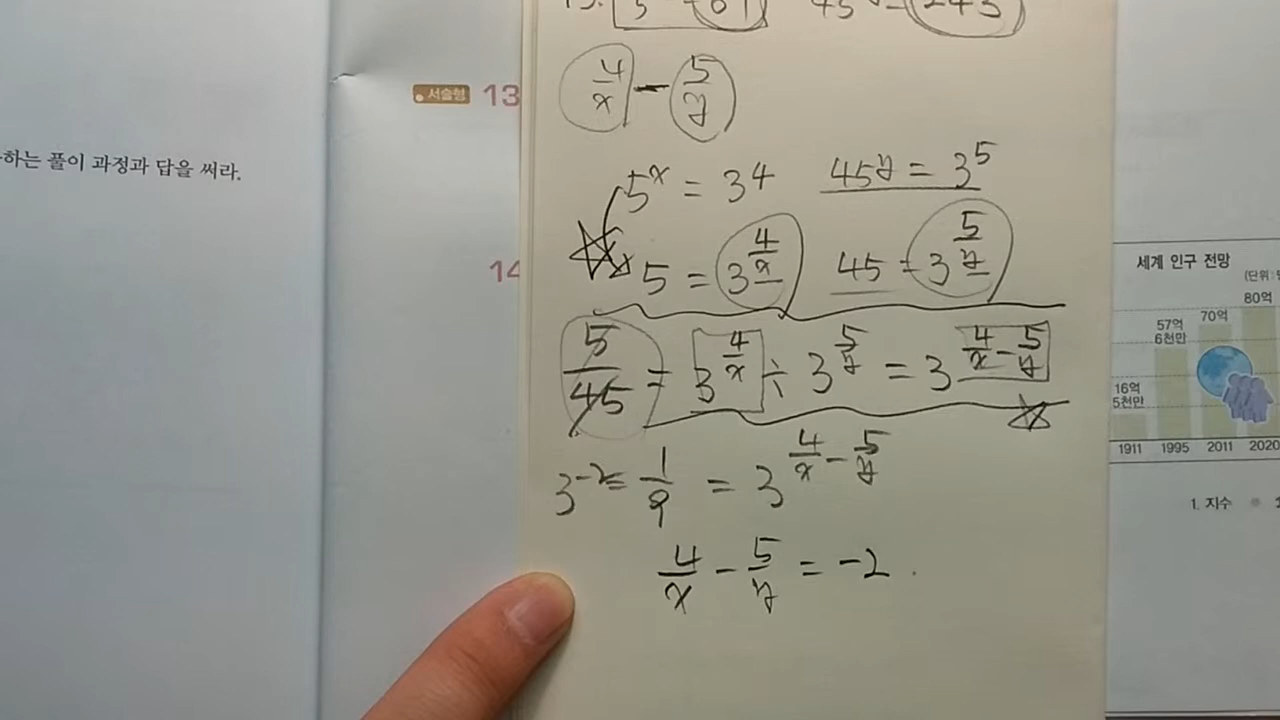 서술형 13
하는 풀이 과정과 답을 써라.
14
45 = 243
4/x - 5/y
5^x = 3^4 45^y = 3^5
5 = 3^(4/x) 45 = 3^(5/y)
5/45 = 3^(4/x) ÷ 3^(5/y) = 3^(4/x - 5/y)
3^-2 = 1/9 = 3^(4/x - 5/y)
4/x - 5/y = -2
세계 인구 전망
(단위:
80억
70억
57억
6천만
16억
5천만
1911 1995 2011 2020
1. 지수